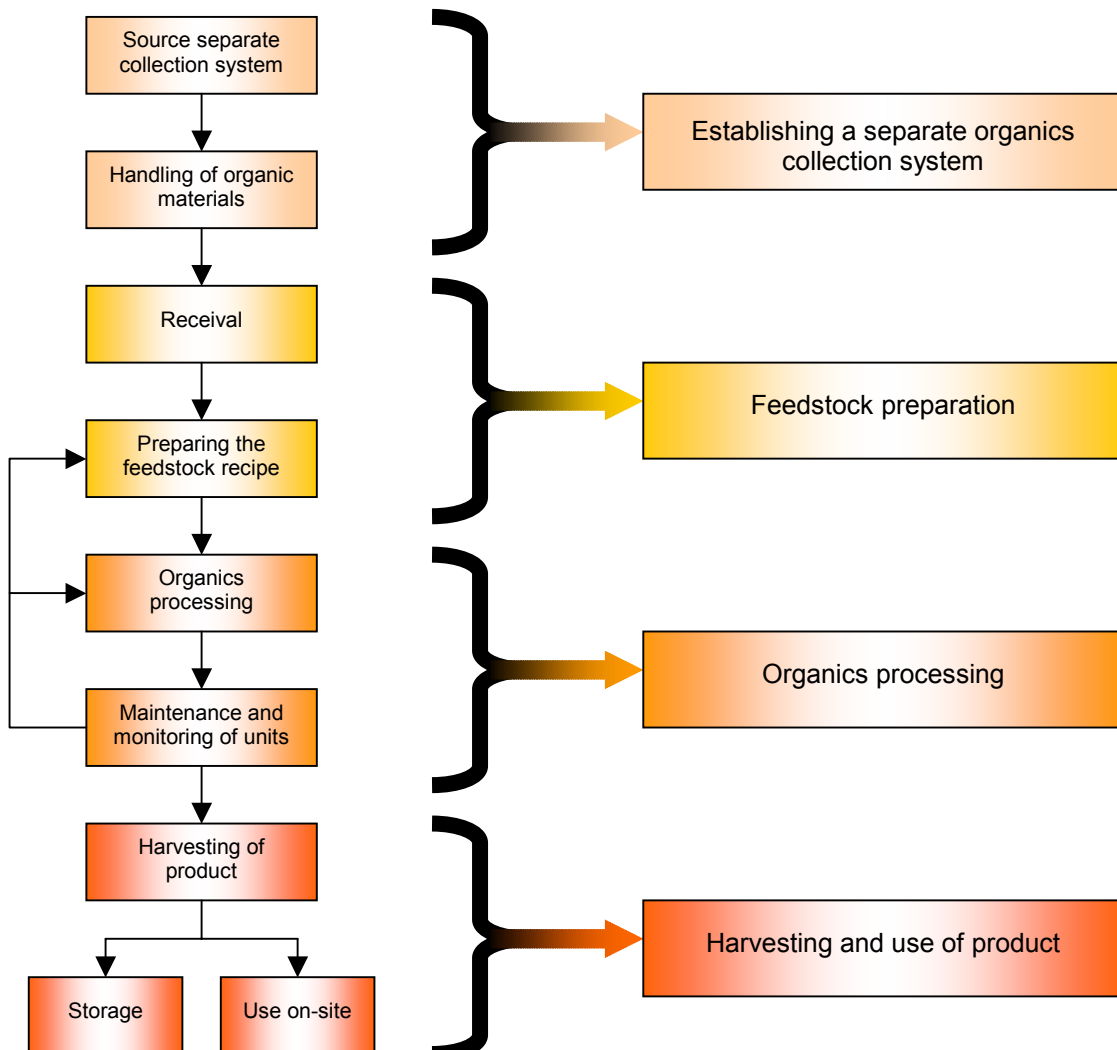 Source separate
collection system
Establishing a separate organics
collection system
Handling of organic
materials
Receival
Feedstock preparation
Preparing the
feedstock recipe
Organics
processing
Organics processing
Maintenance and
monitoring of units
Harvesting of
product
Harvesting and use of product
Storage
Use on-site